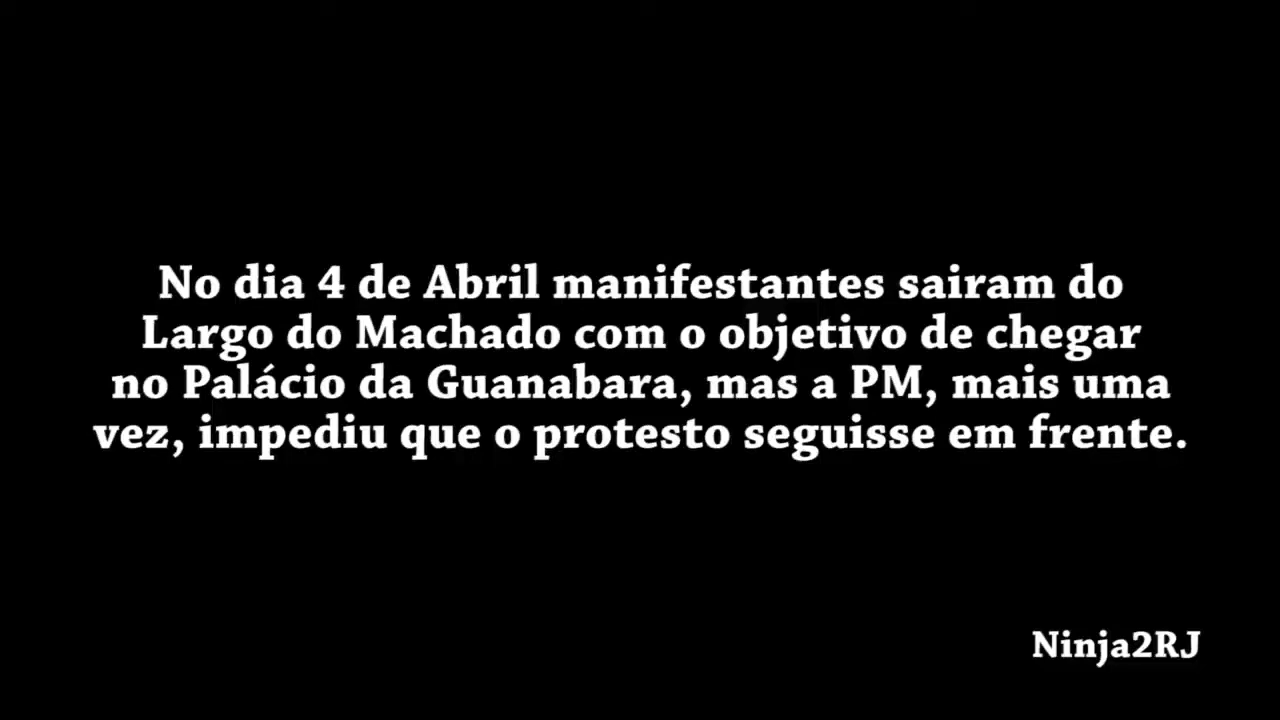 No dia 4 de Abril manifestantes sairam do
Largo do Machado com o objetivo de chegar
no Palácio da Guanabara, mas a PM, mais uma
vez, impediu que o protesto seguisse em frente.
Ninja2RJ